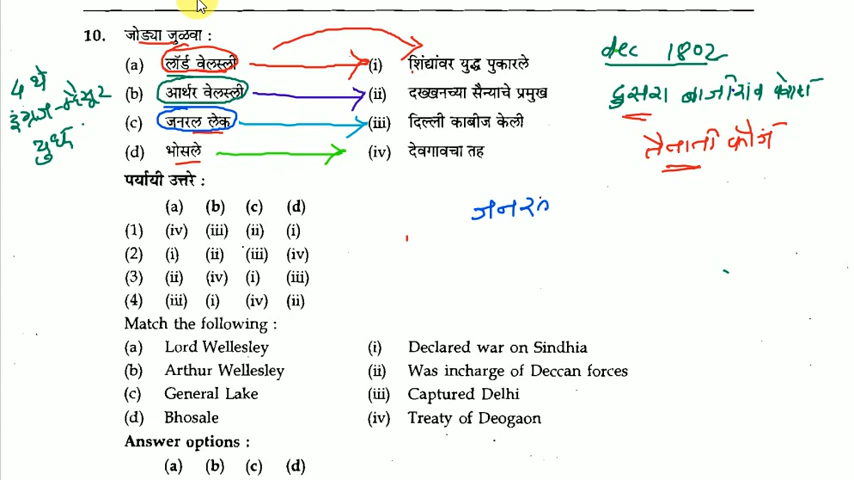 10. जोड्या जुळवा :
(a) लॉर्ड वेलस्ली (i) शिंद्यांवर युद्ध पुकारले
(b) आर्थर वेलस्ली (ii) दख्खनच्या सैन्याचे प्रमुख
(c) जनरल लेक (iii) दिल्ली काबीज केली
(d) भोसले (iv) देवगावचा तह
dec 1802
दुसरा बाजीराव
तैनाती फौज
4 थे
इंग्रज-म्हैसूर
युध्द
पर्यायी उत्तरे :
(a) (b) (c) (d)
(1) (iv) (iii) (ii) (i)
(2) (i) (ii) (iii) (iv)
(3) (ii) (iv) (i) (iii)
(4) (iii) (i) (iv) (ii)
जनरल
Match the following :
(a) Lord Wellesley (i) Declared war on Sindhia
(b) Arthur Wellesley (ii) Was incharge of Deccan forces
(c) General Lake (iii) Captured Delhi
(d) Bhosale (iv) Treaty of Deogaon
Answer options :
(a) (b) (c) (d)